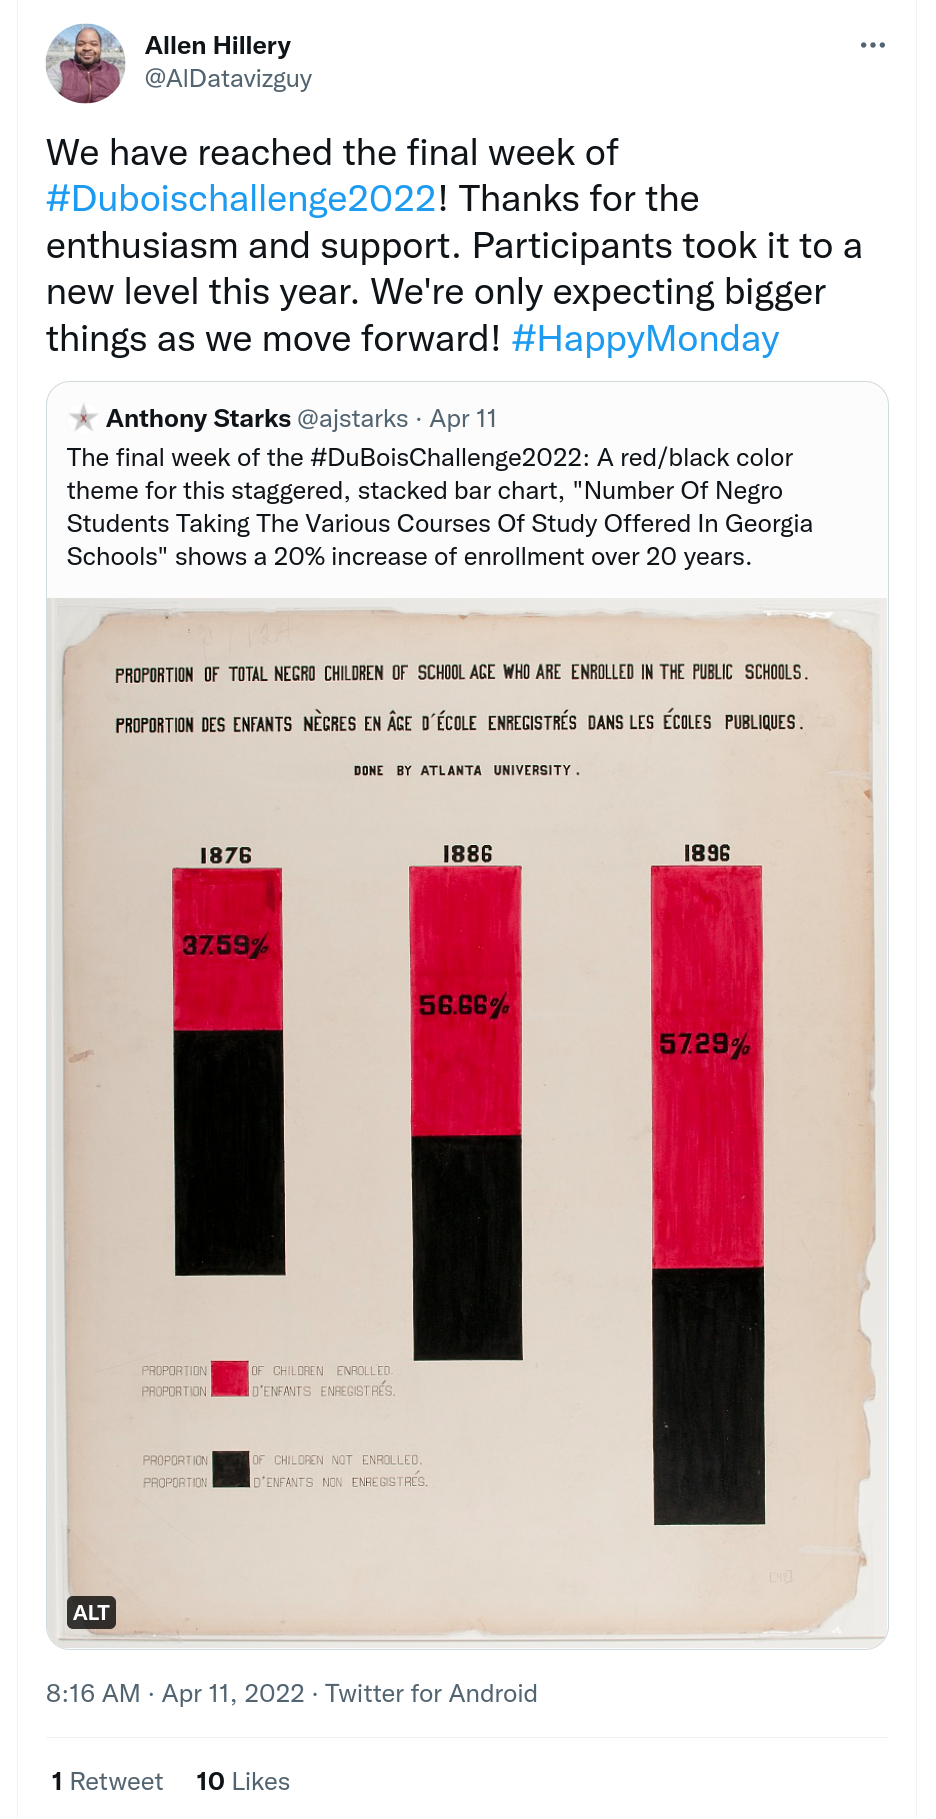 Allen Hillery
@AlDatavizguy
We have reached the final week of
#Duboischallenge2022! Thanks for the
enthusiasm and support. Participants took it to a
new level this year. We're only expecting bigger
things as we move forward! #HappyMonday
Anthony Starks @ajstarks · Apr 11
The final week of the #DuBoisChallenge2022: A red/black color
theme for this staggered, stacked bar chart, "Number Of Negro
Students Taking The Various Courses Of Study Offered In Georgia
Schools" shows a 20% increase of enrollment over 20 years.
PROPORTION OF TOTAL NEGRO CHILDREN OF SCHOOL AGE WHO ARE ENROLLED IN THE PUBLIC SCHOOLS.
PROPORTION DES ENFANTS NÈGRES EN ÂGE D'ÉCOLE ENREGISTRÉS DANS LES ÉCOLES PUBLIQUES.
DONE BY ATLANTA UNIVERSITY.
1876 1886 1896
37.59%
56.66%
57.29%
PROPORTION OF CHILDREN ENROLLED.
PROPORTION D'ENFANTS ENREGISTRÉS.
PROPORTION OF CHILDREN NOT ENROLLED.
PROPORTION D'ENFANTS NON ENREGISTRÉS.
ALT
8:16 AM · Apr 11, 2022 · Twitter for Android
1 Retweet 10 Likes